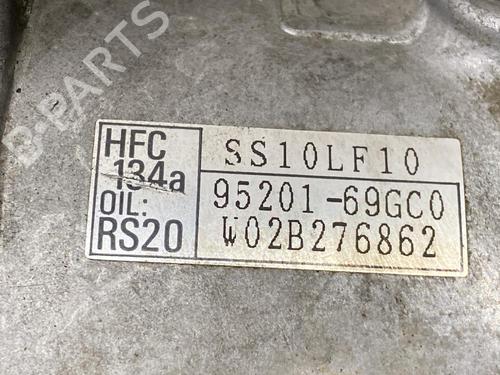 B-PARTS
HFC
134a
OIL:
RS20
SS10LF10
95201-69GC0
W02B276862